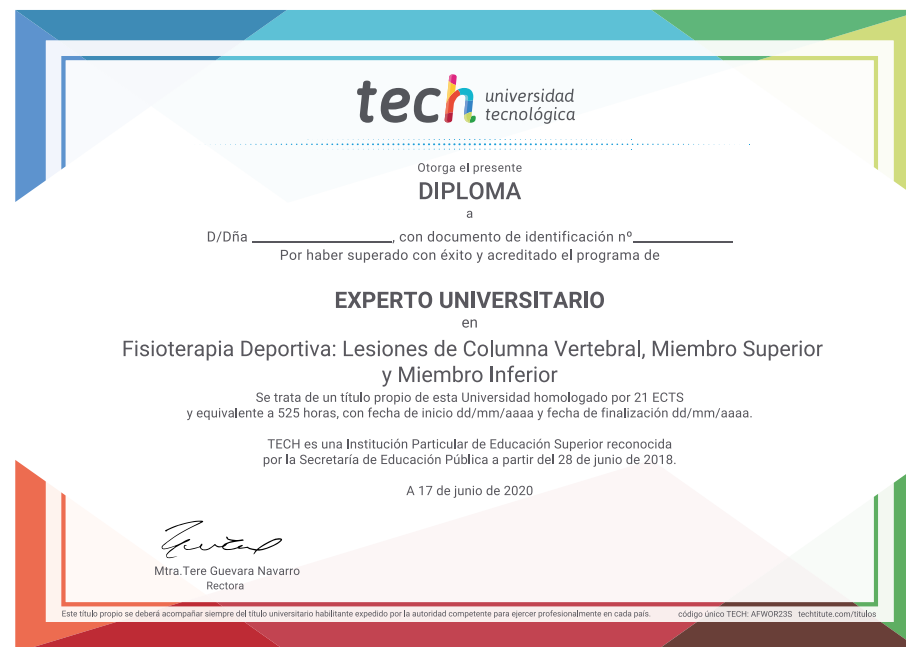 tech universidad
tecnológica
Otorga el presente
DIPLOMA
a
D/Dña ____________________, con documento de identificación nº______________
Por haber superado con éxito y acreditado el programa de
EXPERTO UNIVERSITARIO
en
Fisioterapia Deportiva: Lesiones de Columna Vertebral, Miembro Superior
y Miembro Inferior
Se trata de un título propio de esta Universidad homologado por 21 ECTS
y equivalente a 525 horas, con fecha de inicio dd/mm/aaaa y fecha de finalización dd/mm/aaaa.
TECH es una Institución Particular de Educación Superior reconocida
por la Secretaría de Educación Pública a partir del 28 de junio de 2018.
A 17 de junio de 2020
Mtra.Tere Guevara Navarro
Rectora
Este título propio se deberá acompañar siempre del título universitario habilitante expedido por la autoridad competente para ejercer profesionalmente en cada país. código único TECH: AFWOR23S techtitute.com/titulos